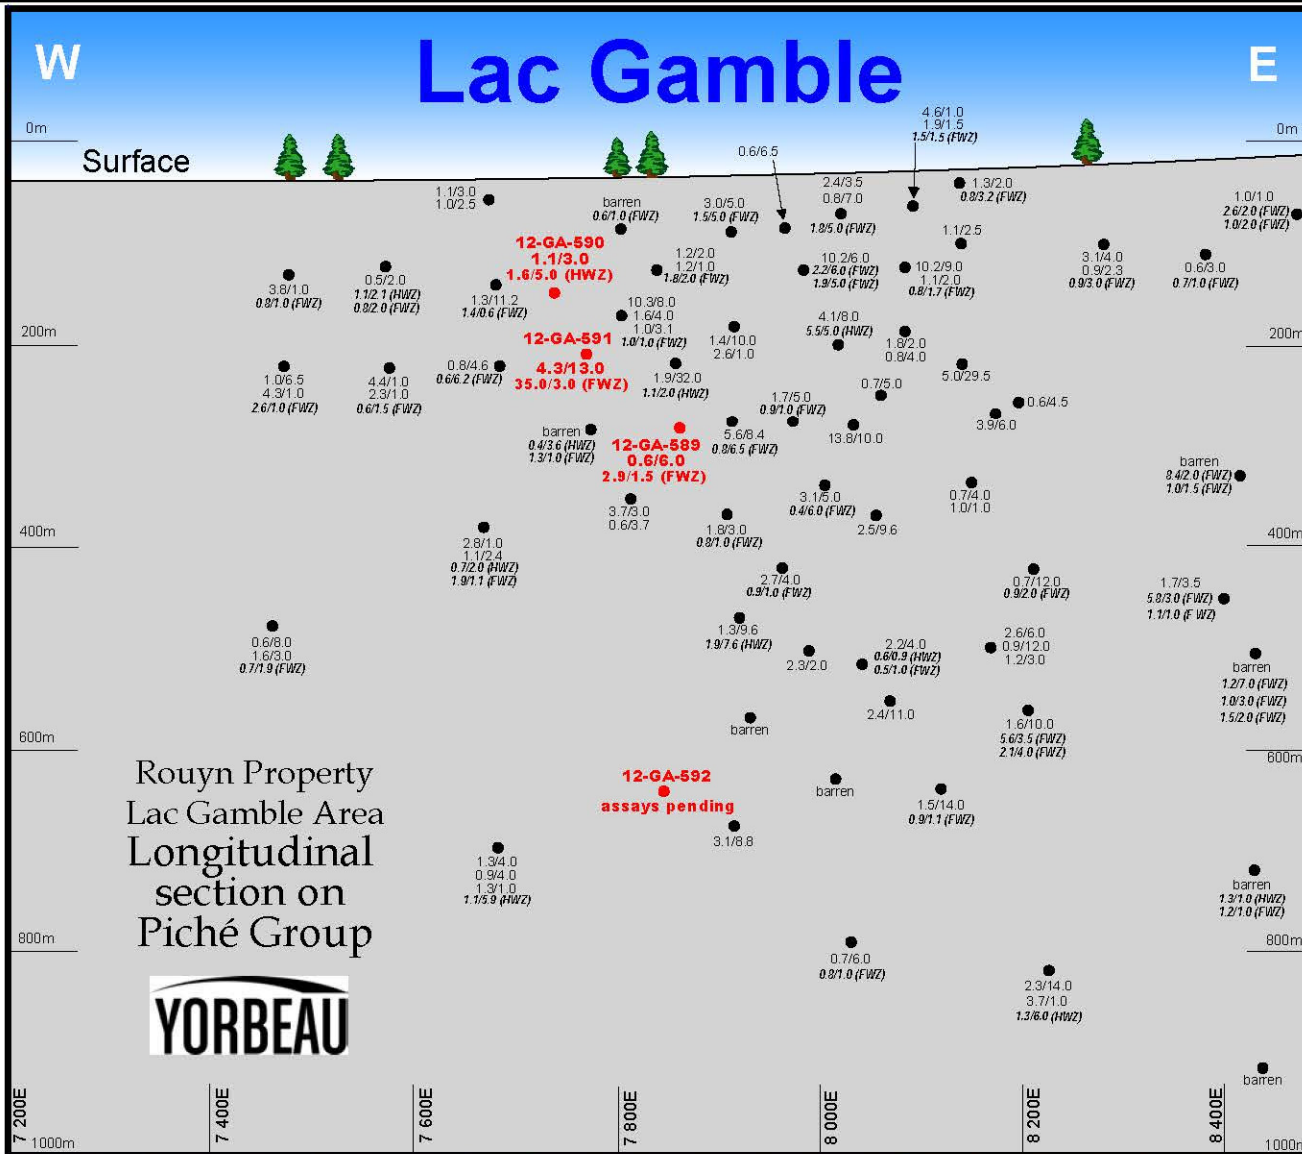 W
Lac Gamble
E
0m
0m
Surface
4.6/1.0
1.9/1.5
1.5/1.5 (FWZ)
0.6/6.5
1.1/3.0
1.0/2.5
barren
0.6/1.0 (FWZ)
3.0/5.0
1.5/5.0 (FWZ)
2.4/3.5
0.8/7.0
1.8/5.0 (FWZ)
1.3/2.0
0.8/3.2 (FWZ)
1.0/1.0
2.6/2.0 (FWZ)
1.0/2.0 (FWZ)
12-GA-590
1.1/3.0
1.6/5.0 (HWZ)
1.2/2.0
1.2/1.0
1.8/2.0 (FWZ)
10.2/6.0
2.2/6.0 (FWZ)
1.9/5.0 (FWZ)
1.1/2.5
10.2/9.0
1.1/2.0
0.8/1.7 (FWZ)
3.1/4.0
0.9/2.3
0.9/3.0 (FWZ)
0.6/3.0
0.7/1.0 (FWZ)
3.8/1.0
0.8/1.0 (FWZ)
0.5/2.0
1.1/2.1 (HWZ)
0.8/2.0 (FWZ)
1.3/11.2
1.4/0.6 (FWZ)
10.3/8.0
1.6/4.0
1.0/3.1
1.0/1.0 (FWZ)
1.4/10.0
2.6/1.0
4.1/8.0
5.5/5.0 (HWZ)
1.8/2.0
0.8/4.0
200m
200m
12-GA-591
4.3/13.0
35.0/3.0 (FWZ)
1.0/6.5
4.3/1.0
2.6/1.0 (FWZ)
4.4/1.0
2.3/1.0
0.6/1.5 (FWZ)
0.8/4.6
0.6/6.2 (FWZ)
1.9/32.0
1.1/2.0 (HWZ)
0.7/5.0
5.0/29.5
1.7/5.0
0.9/1.0 (FWZ)
0.6/4.5
3.9/6.0
13.8/10.0
5.6/8.4
0.8/6.5 (FWZ)
barren
0.4/3.6 (HWZ)
1.3/1.0 (FWZ)
12-GA-589
0.6/6.0
2.9/1.5 (FWZ)
barren
8.4/2.0 (FWZ)
1.0/1.5 (FWZ)
3.7/3.0
0.6/3.7
3.1/5.0
0.4/6.0 (FWZ)
0.7/4.0
1.0/1.0
1.8/3.0
0.8/1.0 (FWZ)
2.5/9.6
400m
400m
2.8/1.0
1.1/2.4
0.7/2.0 (HWZ)
1.9/1.1 (FWZ)
2.7/4.0
0.9/1.0 (FWZ)
0.7/12.0
0.9/2.0 (FWZ)
1.7/3.5
5.8/3.0 (FWZ)
1.1/1.0 (F WZ)
0.6/8.0
1.6/3.0
0.7/1.9 (FWZ)
1.3/9.6
1.9/7.6 (HWZ)
2.3/2.0
2.2/4.0
0.6/0.9 (HWZ)
0.5/1.0 (FWZ)
2.6/6.0
0.9/12.0
1.2/3.0
barren
1.2/7.0 (FWZ)
1.0/3.0 (FWZ)
1.5/2.0 (FWZ)
2.4/11.0
barren
1.6/10.0
5.6/3.5 (FWZ)
2.1/4.0 (FWZ)
600m
600m
12-GA-592
assays pending
barren
1.5/14.0
0.9/1.1 (FWZ)
3.1/8.8
Rouyn Property
Lac Gamble Area
Longitudinal
section on
Piché Group
1.3/4.0
0.9/4.0
1.3/1.0
1.1/5.9 (HWZ)
barren
1.3/1.0 (HWZ)
1.2/1.0 (FWZ)
800m
800m
0.7/6.0
0.8/1.0 (FWZ)
2.3/14.0
3.7/1.0
1.3/6.0 (HWZ)
YORBEAU
barren
7 200E
7 400E
7 600E
7 800E
8 000E
8 200E
8 400E
1000m
1000m